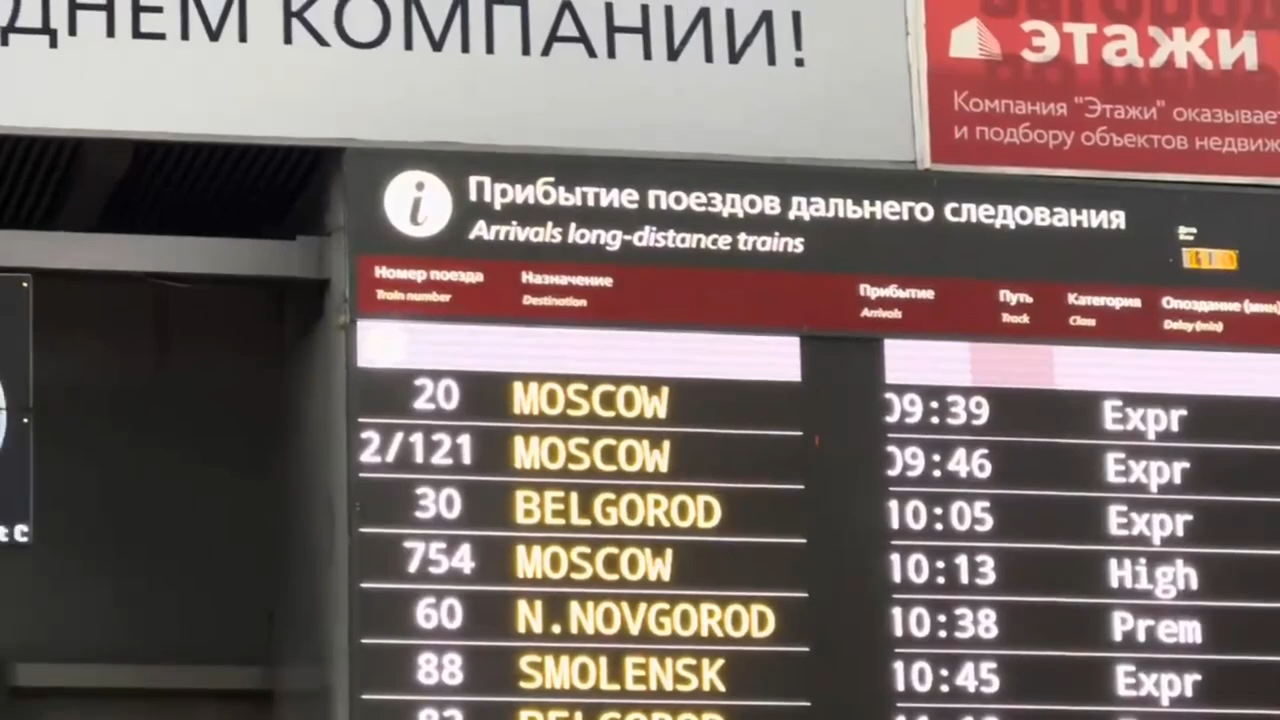 ДНЕМ КОМПАНИИ!
этажи
Компания "Этажи" оказывае
и подбору объектов недвиж
i
Прибытие поездов дальнего следования
Arrivals long-distance trains
Номер поезда Назначение Прибытие Путь Категория Опоздание (мин)
Train number Destination Arrivals Track Class Delay (min)
20 MOSCOW 09:39 Expr
2/121 MOSCOW 09:46 Expr
30 BELGOROD 10:05 Expr
754 MOSCOW 10:13 High
60 N.NOVGOROD 10:38 Prem
88 SMOLENSK 10:45 Expr
BELGOROD
t C